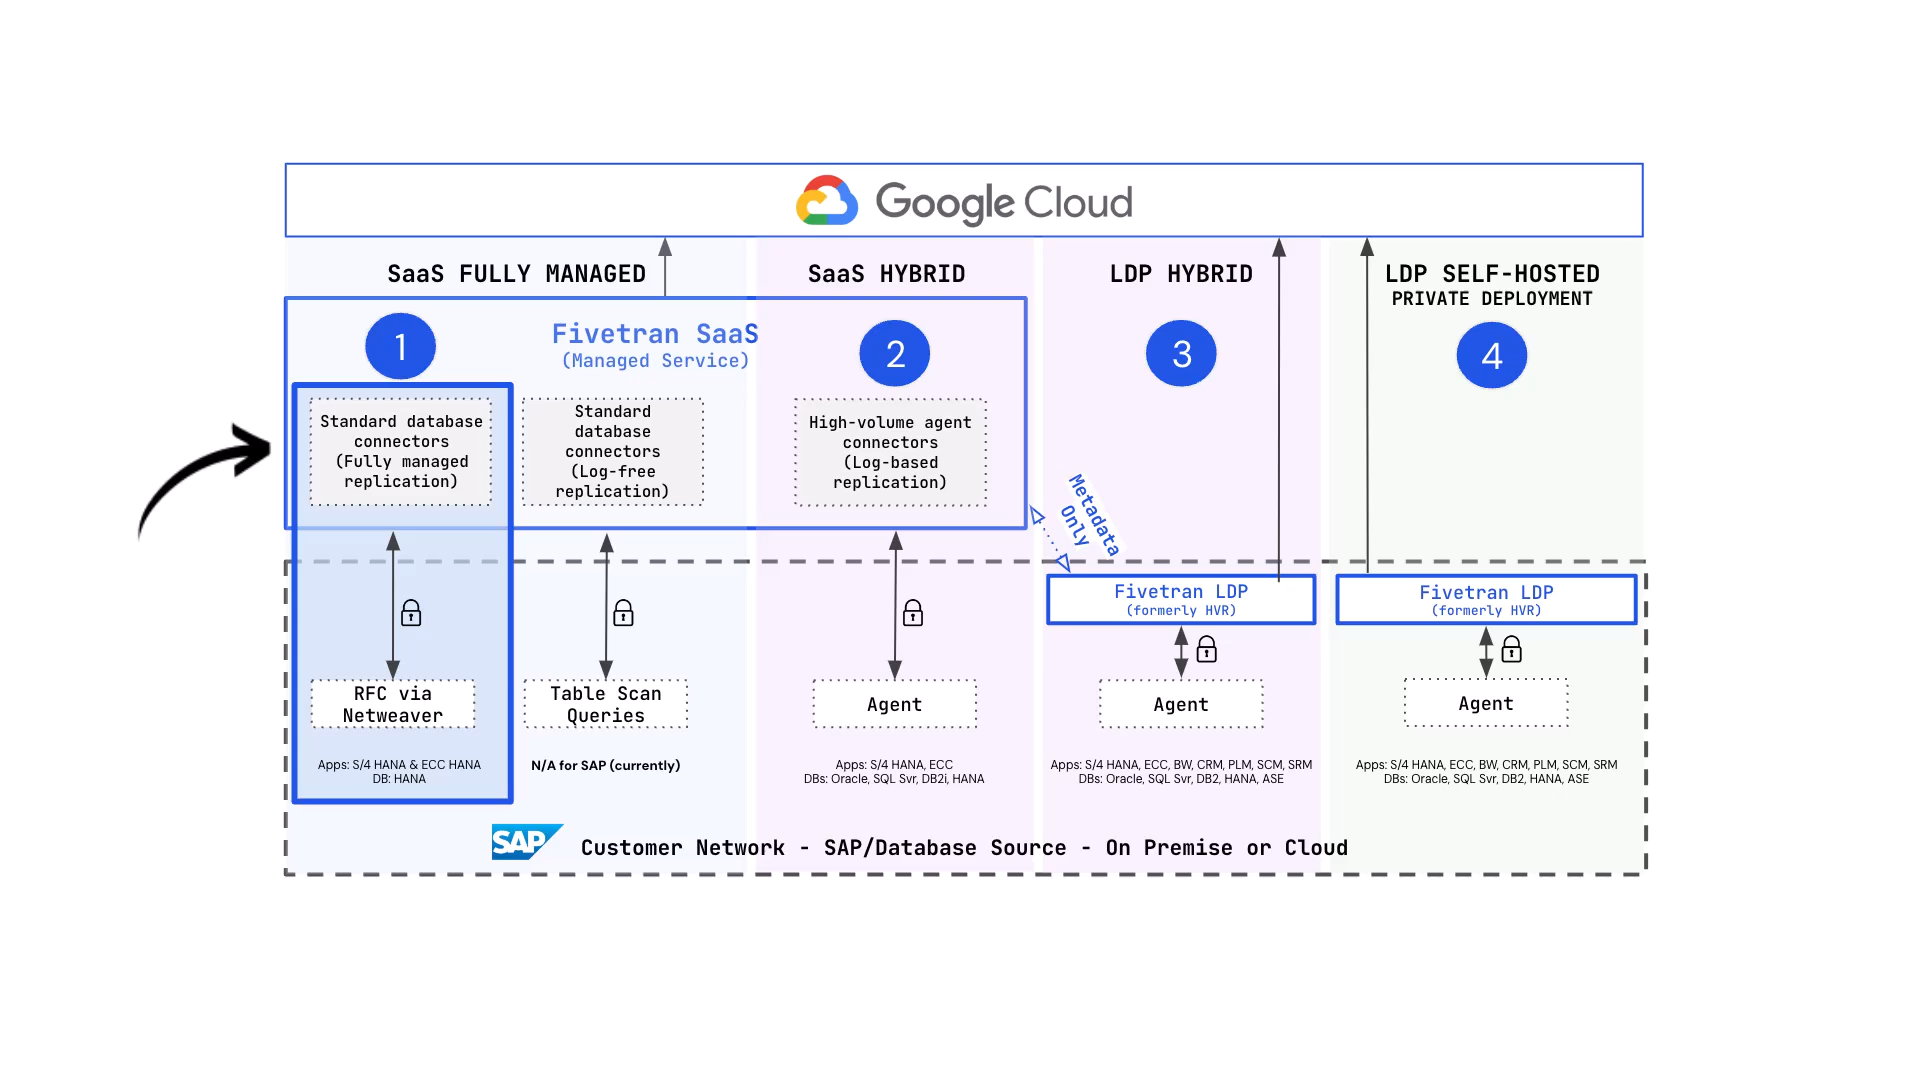 Google Cloud
SaaS FULLY MANAGED
SaaS HYBRID
LDP HYBRID
LDP SELF-HOSTED
PRIVATE DEPLOYMENT
1
Fivetran SaaS
(Managed Service)
2
3
4
Standard database
connectors
(Fully managed
replication)
Standard
database
connectors
(Log-free
replication)
High-volume agent
connectors
(Log-based
replication)
Metadata
Only
Fivetran LDP
(formerly HVR)
Fivetran LDP
(formerly HVR)
RFC via
Netweaver
Table Scan
Queries
Agent
Agent
Agent
Apps: S/4 HANA & ECC HANA
DB: HANA
N/A for SAP (currently)
Apps: S/4 HANA, ECC
DBs: Oracle, SQL Svr, DB2i, HANA
Apps: S/4 HANA, ECC, BW, CRM, PLM, SCM, SRM
DBs: Oracle, SQL Svr, DB2, HANA, ASE
Apps: S/4 HANA, ECC, BW, CRM, PLM, SCM, SRM
DBs: Oracle, SQL Svr, DB2, HANA, ASE
SAP
Customer Network - SAP/Database Source - On Premise or Cloud